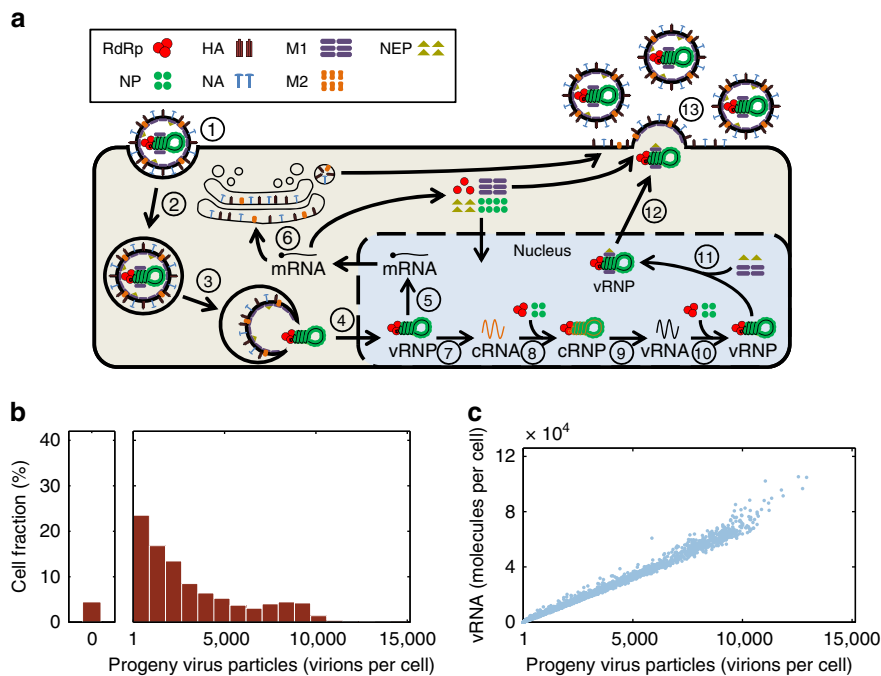 a
RdRp HA M1 NEP
NP NA M2
1
13
2
12
6
Nucleus
11
mRNA mRNA
vRNP
3
4
5
vRNP 7 cRNA 8 cRNP 9 vRNA 10 vRNP
b
Cell fraction (%)
40
30
20
10
0
0 1 5,000 10,000 15,000
Progeny virus particles (virions per cell)
c
× 10⁴
vRNA (molecules per cell)
12
8
4
0
1 5,000 10,000 15,000
Progeny virus particles (virions per cell)